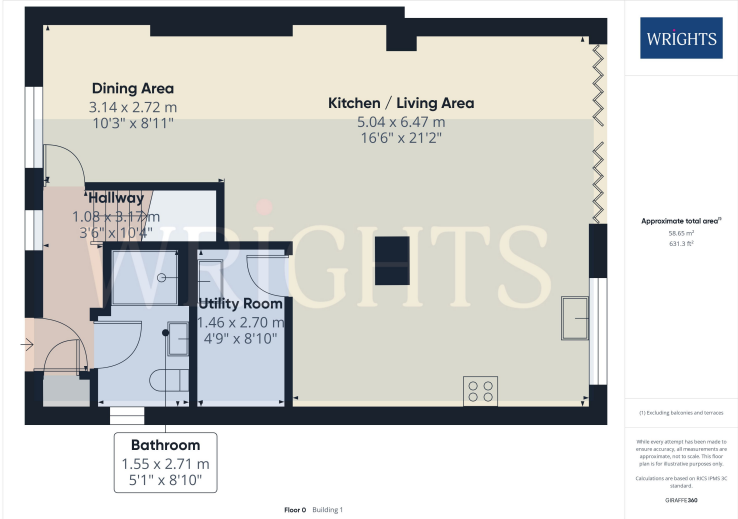 Dining Area
3.14 x 2.72 m
10'3" x 8'11"
Kitchen / Living Area
5.04 x 6.47 m
16'6" x 21'2"
Hallway
1.08 x 3.17 m
3'6" x 10'4"
WRIGHTS
Utility Room
1.46 x 2.70 m
4'9" x 8'10"
Bathroom
1.55 x 2.71 m
5'1" x 8'10"
Floor 0 Building 1
WRIGHTS
Approximate total area⁽¹⁾
58.65 m²
631.3 ft²
(1) Excluding balconies and terraces
While every attempt has been made to
ensure accuracy, all measurements are
approximate, not to scale. This floor
plan is for illustrative purposes only.
Calculations are based on RICS IPMS 3C
standard.
GIRAFFE360